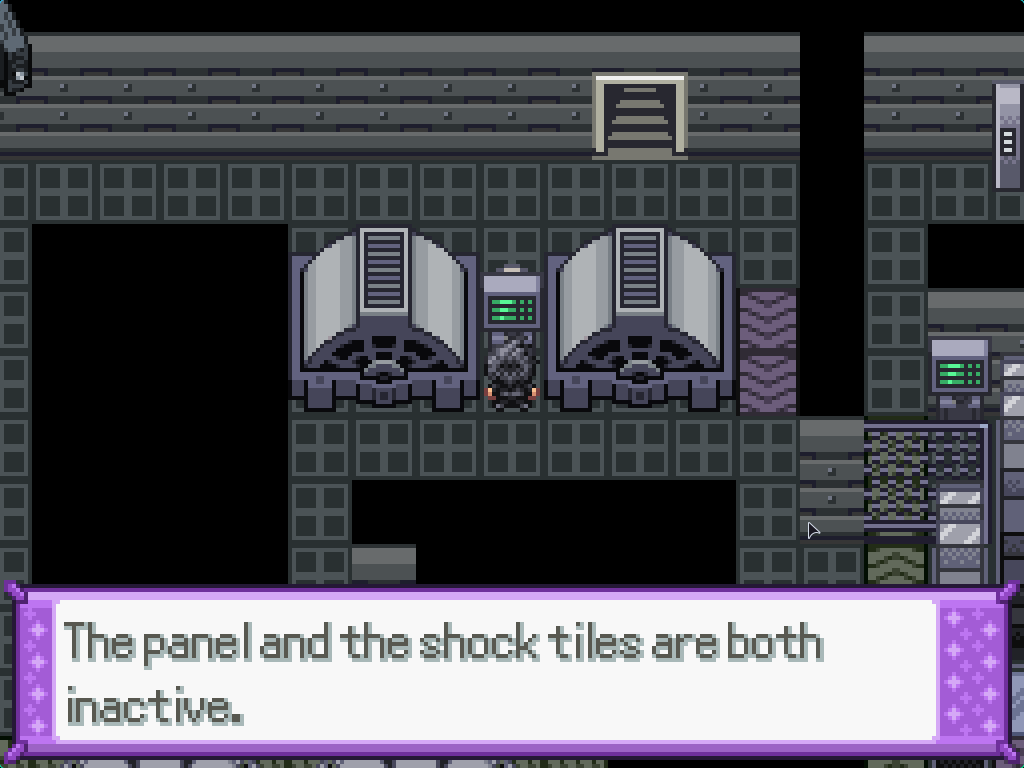 The panel and the shock tiles are both
inactive.